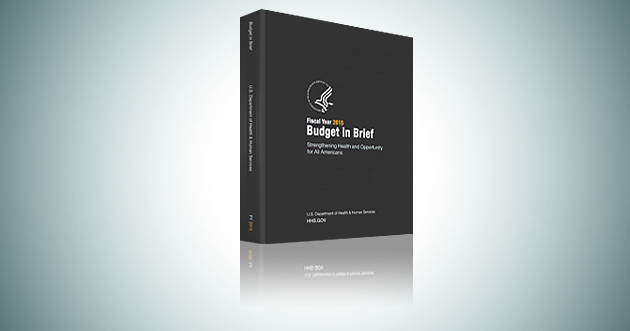 Budget in Brief
U.S. Department of Health & Human Services
FY 2015
Fiscal Year 2015
Budget in Brief
Strengthening Health and Opportunity
for All Americans
U.S. Department of Health & Human Services
HHS.GOV